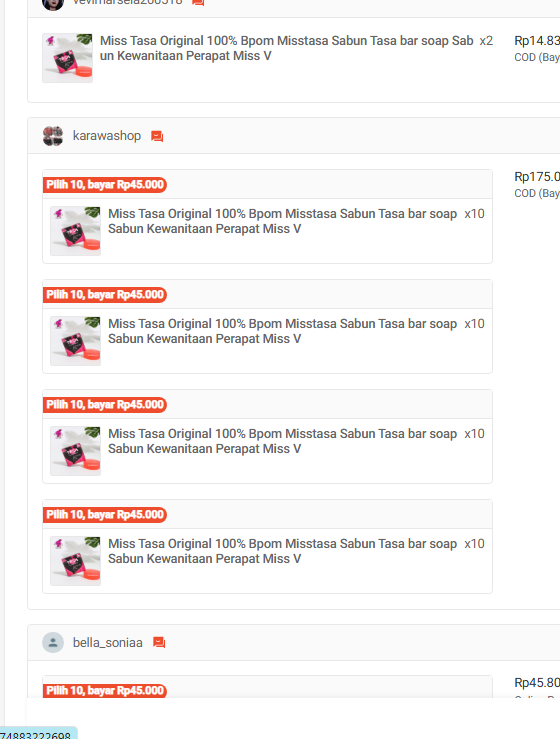 vevimarsela200518
Miss Tasa Original 100% Bpom Misstasa Sabun Tasa bar soap Sab x2
un Kewanitaan Perapat Miss V
Rp14.83
COD (Bay
karawashop
Pilih 10, bayar Rp45.000
Rp175.0
COD (Bay
Miss Tasa Original 100% Bpom Misstasa Sabun Tasa bar soap x10
Sabun Kewanitaan Perapat Miss V
Pilih 10, bayar Rp45.000
Miss Tasa Original 100% Bpom Misstasa Sabun Tasa bar soap x10
Sabun Kewanitaan Perapat Miss V
Pilih 10, bayar Rp45.000
Miss Tasa Original 100% Bpom Misstasa Sabun Tasa bar soap x10
Sabun Kewanitaan Perapat Miss V
Pilih 10, bayar Rp45.000
Miss Tasa Original 100% Bpom Misstasa Sabun Tasa bar soap x10
Sabun Kewanitaan Perapat Miss V
bella_soniaa
Pilih 10, bayar Rp45.000
Rp45.80
74883222698